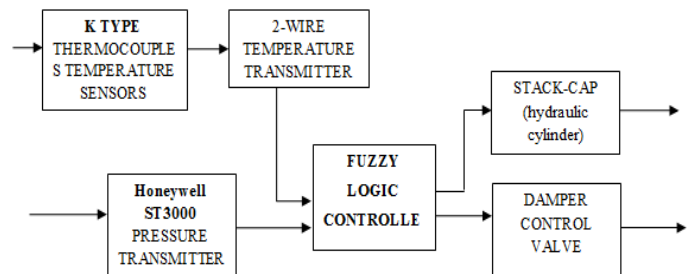 K TYPE
THERMOCOUPLE
S TEMPERATURE
SENSORS
2-WIRE
TEMPERATURE
TRANSMITTER
STACK-CAP
(hydraulic
cylinder)
FUZZY
LOGIC
CONTROLLE
Honeywell
ST3000
PRESSURE
TRANSMITTER
DAMPER
CONTROL
VALVE